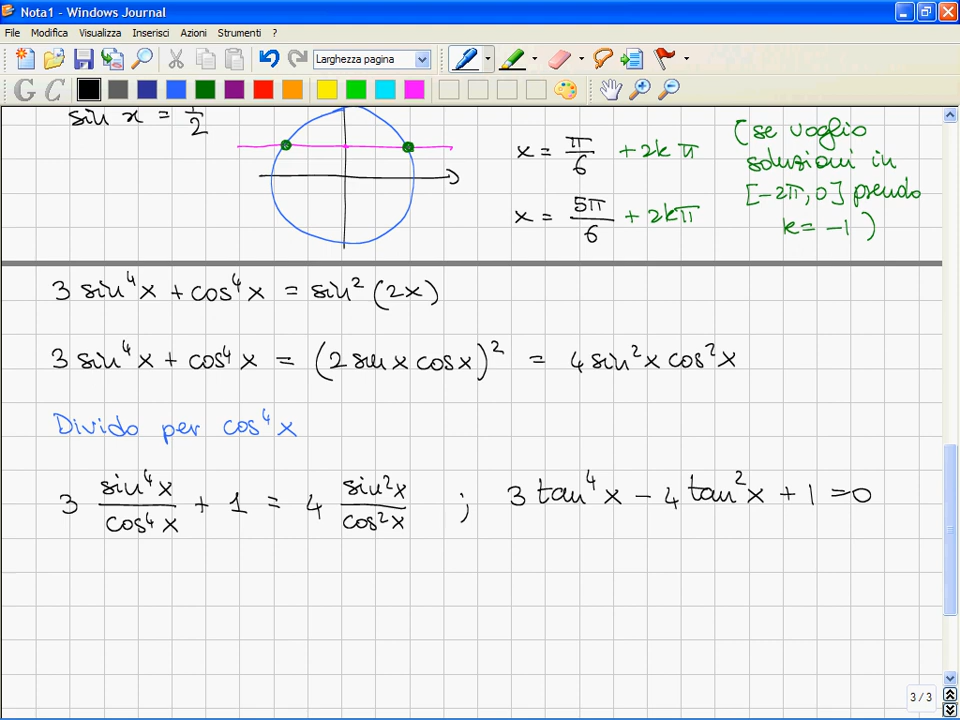 Nota1 - Windows Journal
File Modifica Visualizza Inserisci Azioni Strumenti ?
Larghezza pagina
sin x = 1/2
x = π/6 + 2kπ
x = 5π/6 + 2kπ
(se voglio
soluzioni in
[-2π, 0] prendo
k = -1)
3 sin⁴x + cos⁴x = sin²(2x)
3 sin⁴x + cos⁴x = (2 sin x cos x)² = 4 sin²x cos²x
Divido per cos⁴x
3 sin⁴x/cos⁴x + 1 = 4 sin²x/cos²x ; 3 tan⁴x - 4 tan²x + 1 = 0
3 / 3